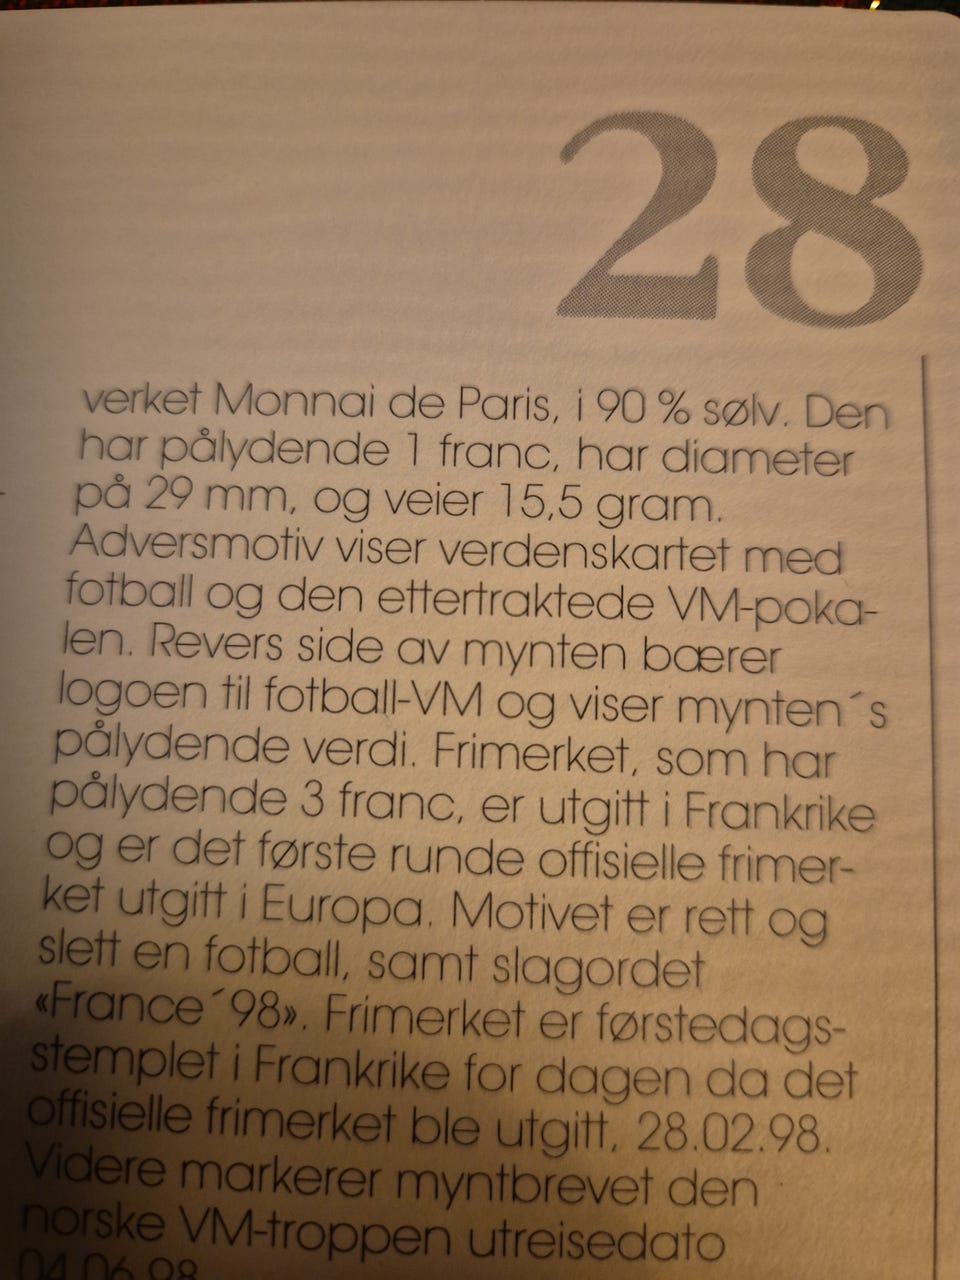 28
verket Monnai de Paris, i 90 % sølv. Den
har pålydende 1 franc, har diameter
på 29 mm, og veier 15,5 gram.
Adversmotiv viser verdenskartet med
fotball og den ettertraktede VM-poka-
len. Revers side av mynten bærer
logoen til fotball-VM og viser mynten´s
pålydende verdi. Frimerket, som har
pålydende 3 franc, er utgitt i Frankrike
og er det første runde offisielle frimer-
ket utgitt i Europa. Motivet er rett og
slett en fotball, samt slagordet
«France´98». Frimerket er førstedags-
stemplet i Frankrike for dagen da det
offisielle frimerket ble utgitt, 28.02.98.
Videre markerer myntbrevet den
norske VM-troppen utreisedato
04.06.98